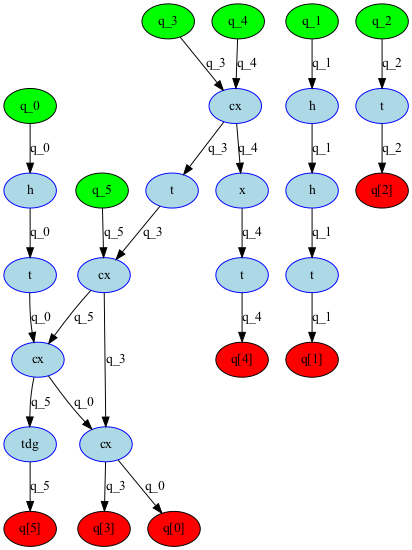 q_3 q_4 q_1 q_2
q_3 q_4 q_1 q_2
q_0 cx h t
q_0 q_3 q_4 q_1 q_2
h q_5 t x h q[2]
q_0 q_5 q_3 q_4 q_1
t cx t t
q_0 q_5 q_4 q_1
cx q_3 q[4] q[1]
q_5 q_0
tdg cx
q_5 q_3 q_0
q[5] q[3] q[0]